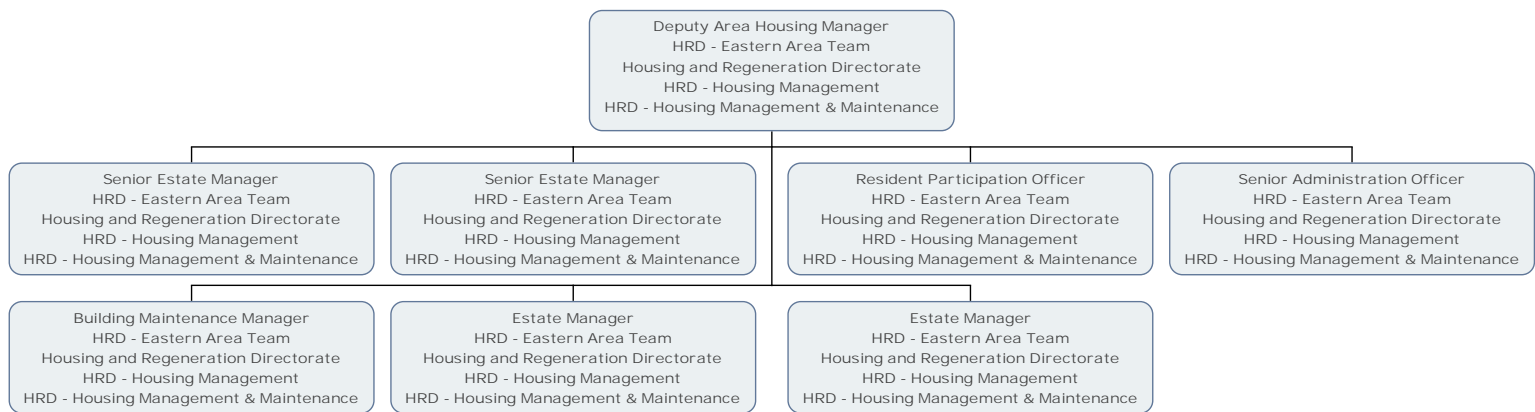 Deputy Area Housing Manager
HRD - Eastern Area Team
Housing and Regeneration Directorate
HRD - Housing Management
HRD - Housing Management & Maintenance
Senior Estate Manager
HRD - Eastern Area Team
Housing and Regeneration Directorate
HRD - Housing Management
HRD - Housing Management & Maintenance
Senior Estate Manager
HRD - Eastern Area Team
Housing and Regeneration Directorate
HRD - Housing Management
HRD - Housing Management & Maintenance
Resident Participation Officer
HRD - Eastern Area Team
Housing and Regeneration Directorate
HRD - Housing Management
HRD - Housing Management & Maintenance
Senior Administration Officer
HRD - Eastern Area Team
Housing and Regeneration Directorate
HRD - Housing Management
HRD - Housing Management & Maintenance
Building Maintenance Manager
HRD - Eastern Area Team
Housing and Regeneration Directorate
HRD - Housing Management
HRD - Housing Management & Maintenance
Estate Manager
HRD - Eastern Area Team
Housing and Regeneration Directorate
HRD - Housing Management
HRD - Housing Management & Maintenance
Estate Manager
HRD - Eastern Area Team
Housing and Regeneration Directorate
HRD - Housing Management
HRD - Housing Management & Maintenance